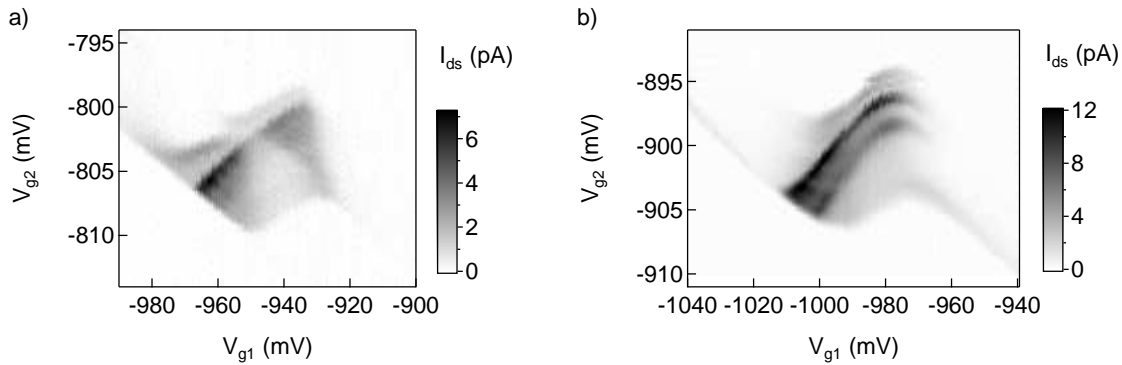 a)
-795
-800
-805
-810
V_g2 (mV)
-980 -960 -940 -920 -900
V_g1 (mV)
I_ds (pA)
6
4
2
0
b)
-895
-900
-905
-910
V_g2 (mV)
-1040 -1020 -1000 -980 -960 -940
V_g1 (mV)
I_ds (pA)
12
8
4
0